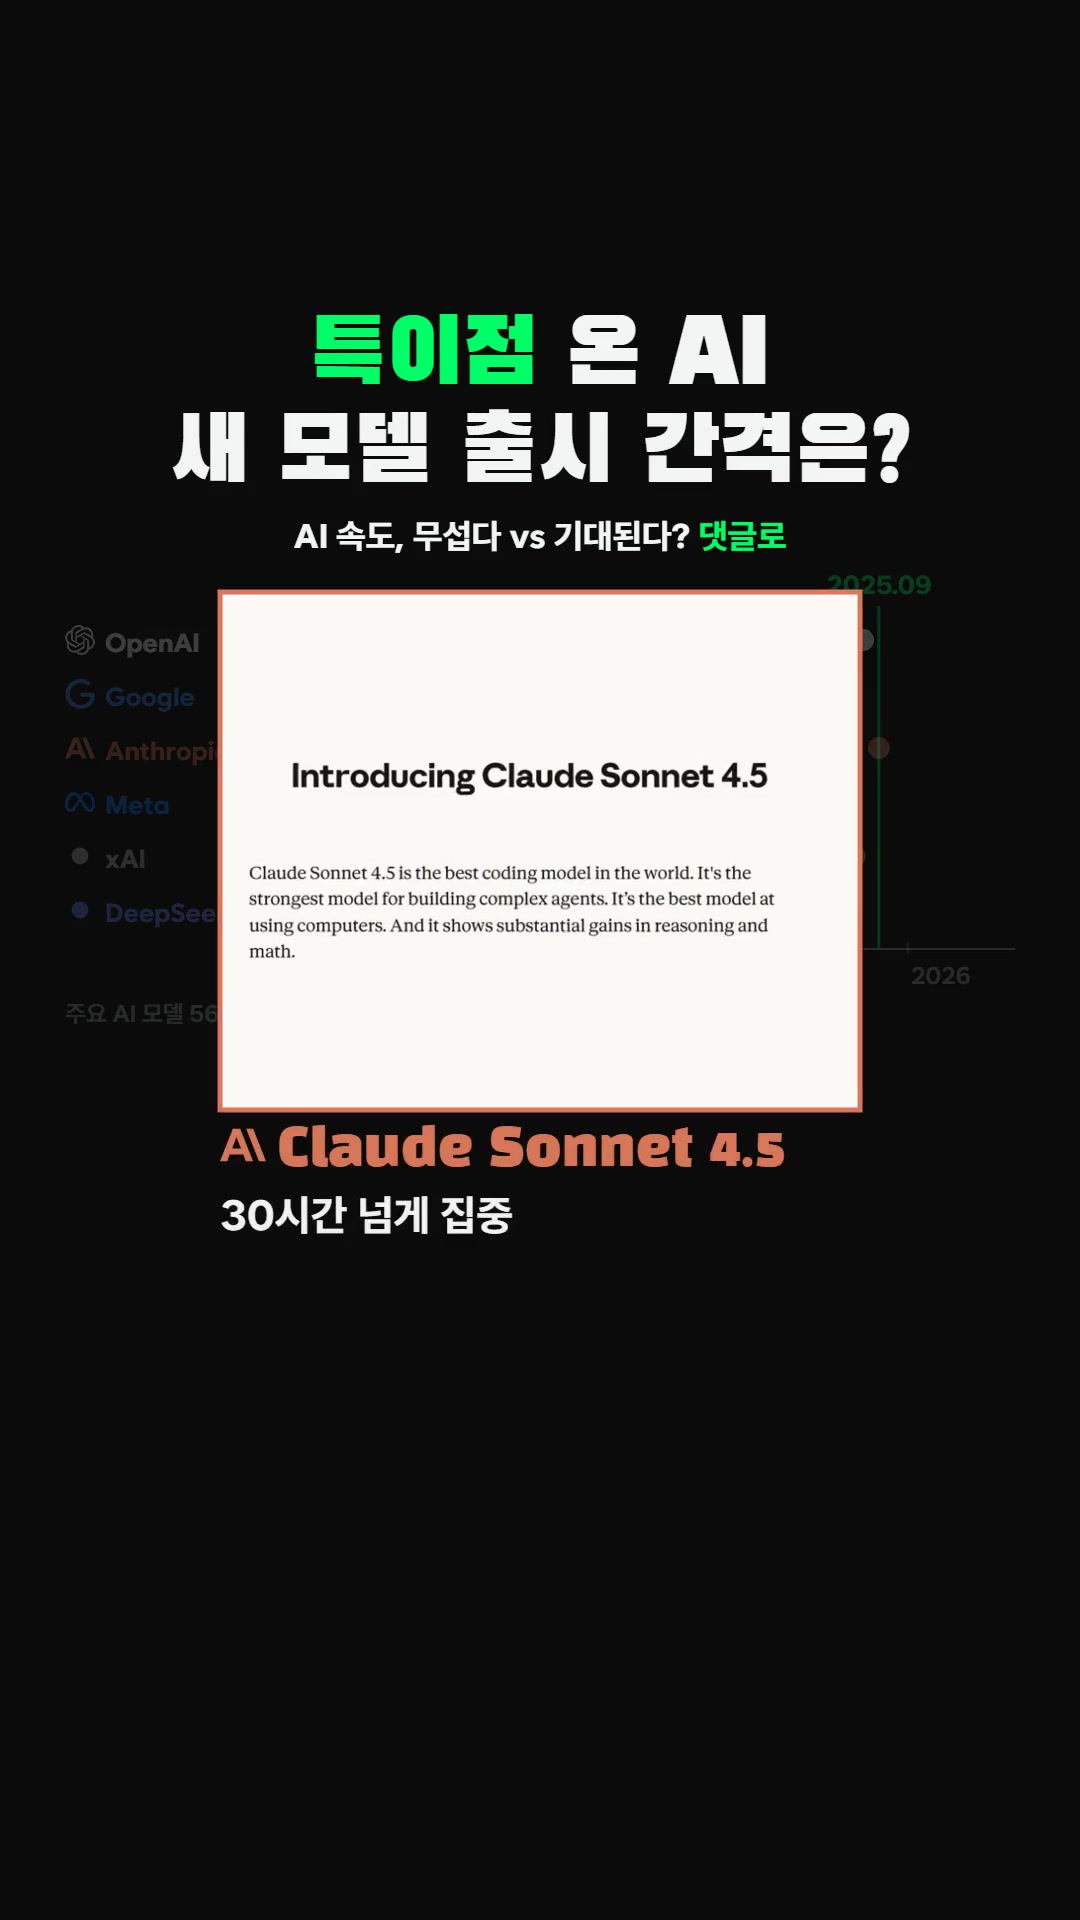 특이점 온 AI
새 모델 출시 간격은?
AI 속도, 무섭다 vs 기대된다? 댓글로
2025.09
OpenAI
Google
Anthropic
Meta
xAI
DeepSee
2026
주요 AI 모델 56
Introducing Claude Sonnet 4.5
Claude Sonnet 4.5 is the best coding model in the world. It's the
strongest model for building complex agents. It’s the best model at
using computers. And it shows substantial gains in reasoning and
math.
Claude Sonnet 4.5
30시간 넘게 집중